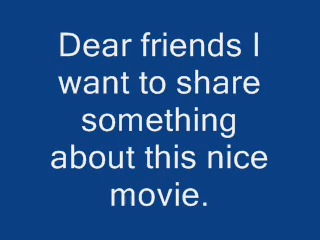 Dear friends I
want to share
something
about this nice
movie.